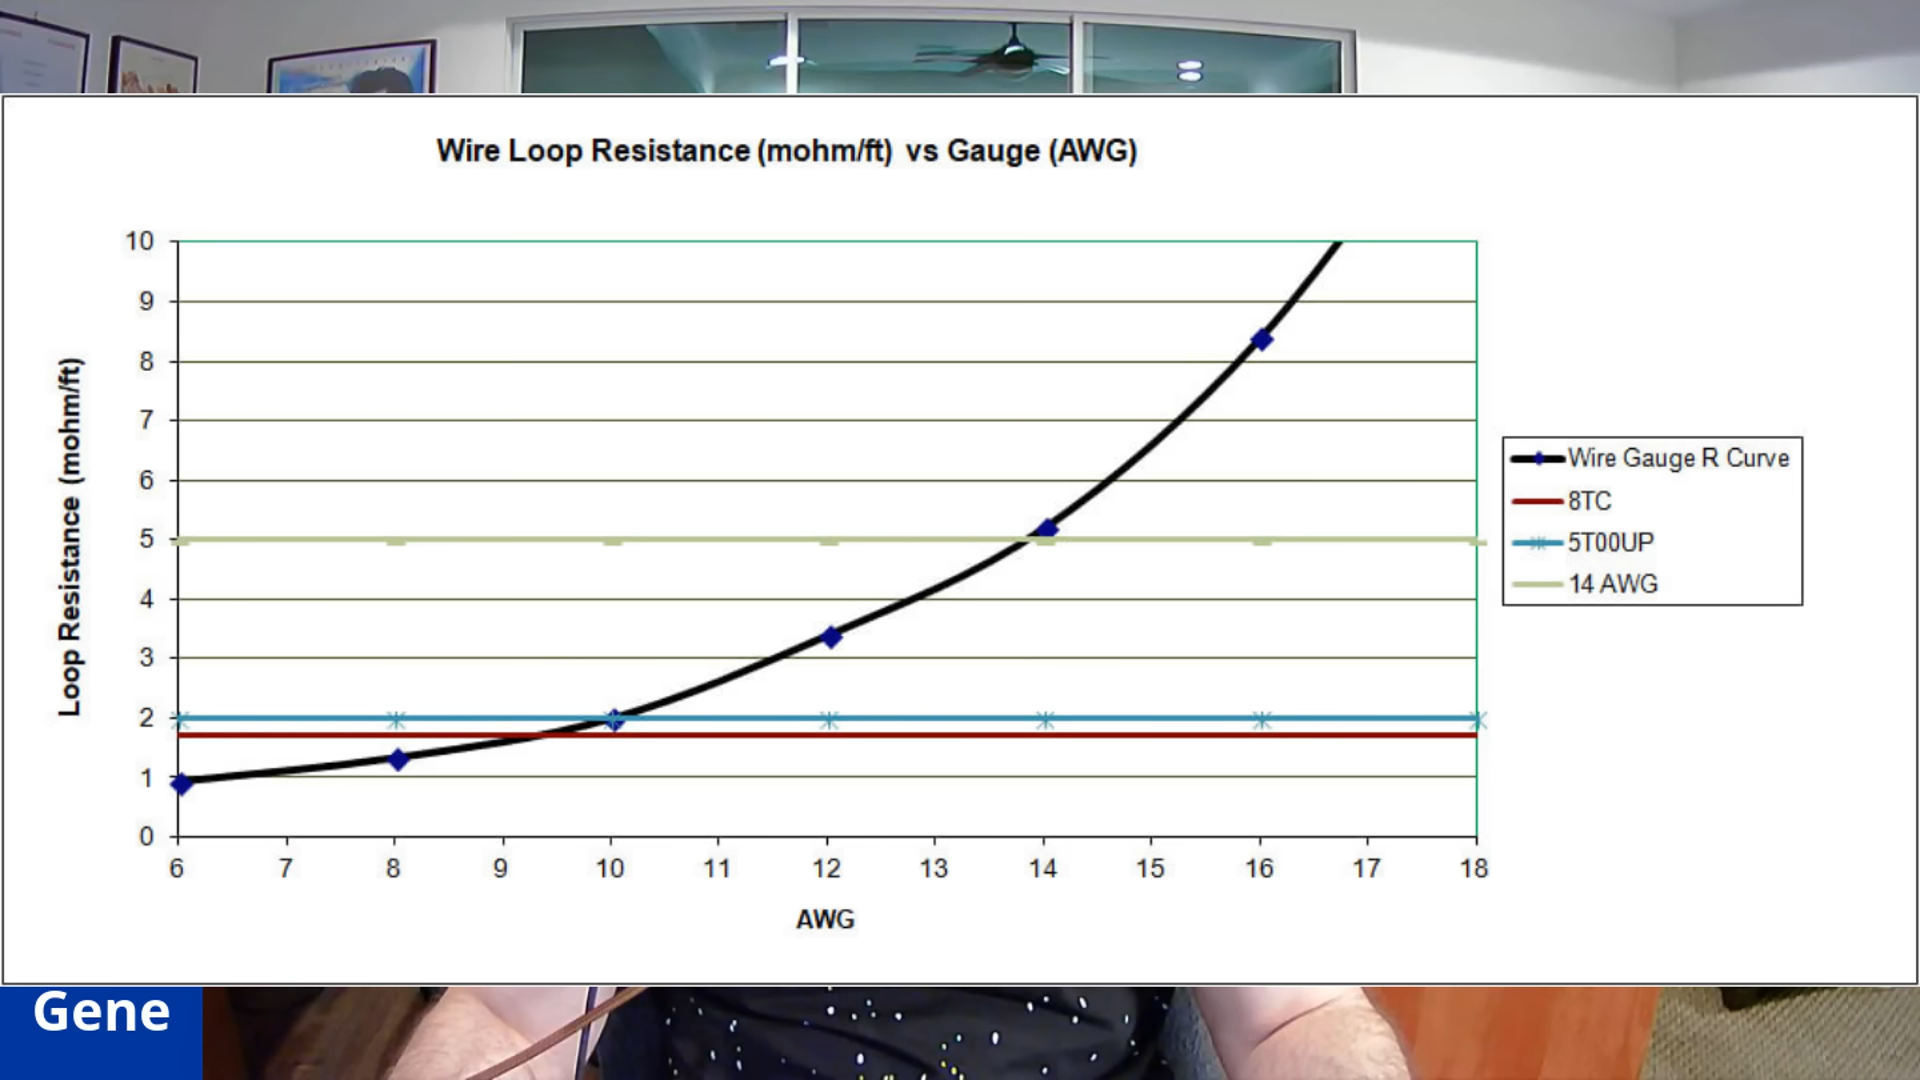 Wire Loop Resistance (mohm/ft) vs Gauge (AWG)
Loop Resistance (mohm/ft)
10
9
8
7
6
5
4
3
2
1
0
6 7 8 9 10 11 12 13 14 15 16 17 18
AWG
Wire Gauge R Curve
8TC
5T00UP
14 AWG
Gene